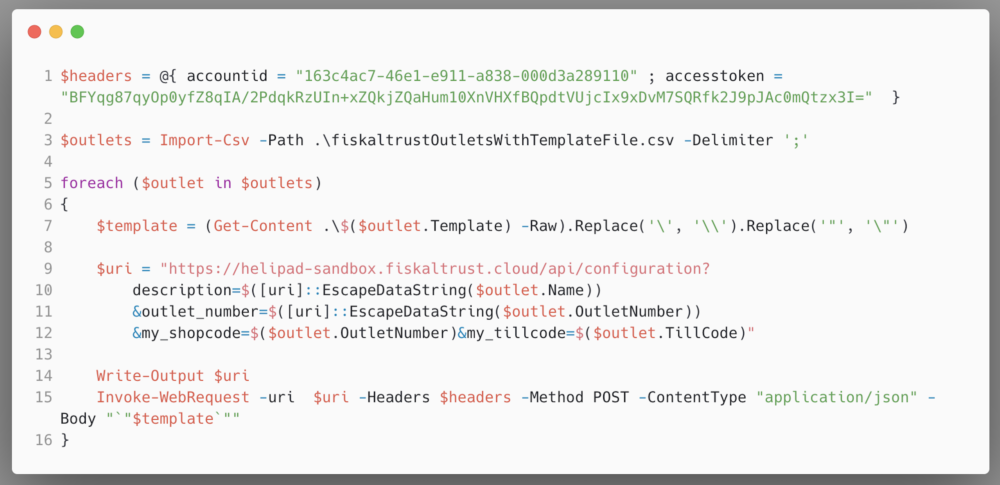 1 $headers = @{ accountid = "163c4ac7-46e1-e911-a838-000d3a289110" ; accesstoken =
"BFYqg87qyOp0yfZ8qIA/2PdqkRzUIn+xZQkjZQaHum10XnVHXfBQpdtVUjcIx9xDvM7SQRfk2J9pJAc0mQtzx3I="  }
2
3 $outlets = Import-Csv -Path .\fiskaltrustOutletsWithTemplateFile.csv -Delimiter ';'
4
5 foreach ($outlet in $outlets)
6 {
7     $template = (Get-Content .\$($outlet.Template) -Raw).Replace('\', '\\').Replace('"', '\"')
8
9     $uri = "https://helipad-sandbox.fiskaltrust.cloud/api/configuration?
10         description=$([uri]::EscapeDataString($outlet.Name))
11         &outlet_number=$([uri]::EscapeDataString($outlet.OutletNumber))
12         &my_shopcode=$($outlet.OutletNumber)&my_tillcode=$($outlet.TillCode)"
13
14     Write-Output $uri
15     Invoke-WebRequest -uri  $uri -Headers $headers -Method POST -ContentType "application/json" -
Body "`"$template`""
16 }